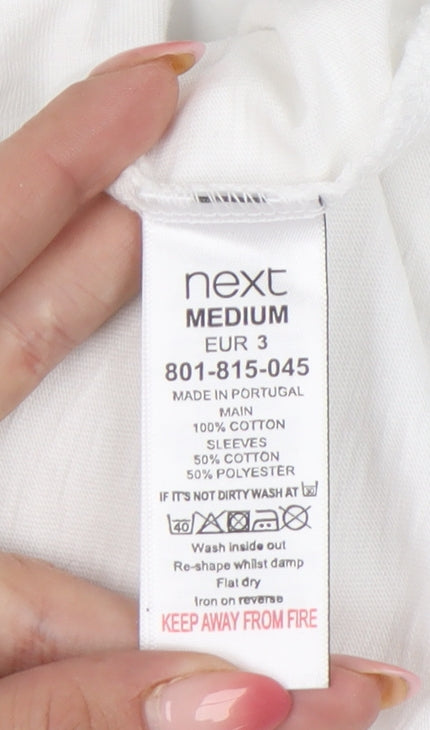 next
MEDIUM
EUR 3
801-815-045
MADE IN PORTUGAL
MAIN
100% COTTON
SLEEVES
50% COTTON
50% POLYESTER
IF IT'S NOT DIRTY WASH AT
40
Wash inside out
Re-shape whilst damp
Flat dry
Iron on reverse
KEEP AWAY FROM FIRE